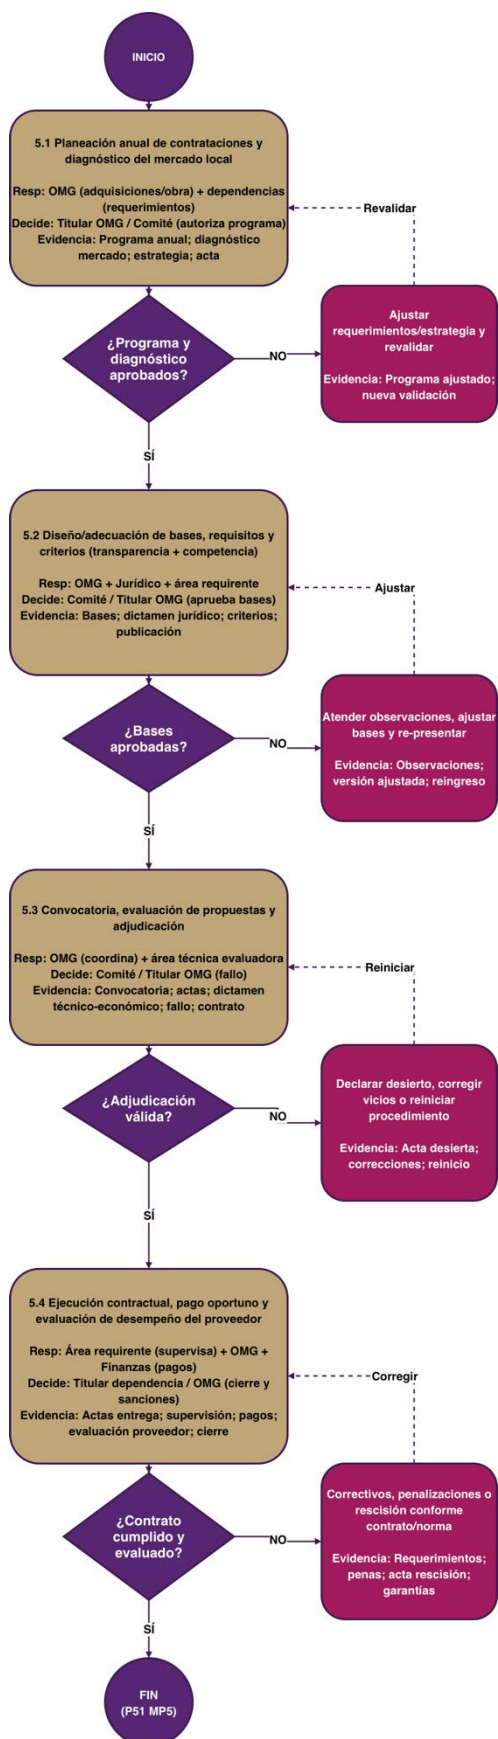 INICIO
5.1 Planeación anual de contrataciones y
diagnóstico del mercado local
Resp: OMG (adquisiciones/obra) + dependencias
(requerimientos)
Decide: Titular OMG / Comité (autoriza programa)
Evidencia: Programa anual; diagnóstico
mercado; estrategia; acta
Revalidar
¿Programa y
diagnóstico
aprobados?
NO
Ajustar
requerimientos/estrategia y
revalidar
Evidencia: Programa ajustado;
nueva validación
SÍ
5.2 Diseño/adecuación de bases, requisitos y
criterios (transparencia + competencia)
Resp: OMG + Jurídico + área requirente
Decide: Comité / Titular OMG (aprueba bases)
Evidencia: Bases; dictamen jurídico; criterios;
publicación
Ajustar
¿Bases
aprobadas?
NO
Atender observaciones, ajustar
bases y re-presentar
Evidencia: Observaciones;
versión ajustada; reingreso
SÍ
5.3 Convocatoria, evaluación de propuestas y
adjudicación
Resp: OMG (coordina) + área técnica evaluadora
Decide: Comité / Titular OMG (fallo)
Evidencia: Convocatoria; actas; dictamen
técnico-económico; fallo; contrato
Reiniciar
¿Adjudicación
válida?
NO
Declarar desierto, corregir
vicios o reiniciar
procedimiento
Evidencia: Acta desierta;
correcciones; reinicio
SÍ
5.4 Ejecución contractual, pago oportuno y
evaluación de desempeño del proveedor
Resp: Área requirente (supervisa) + OMG +
Finanzas (pagos)
Decide: Titular dependencia / OMG (cierre y
sanciones)
Evidencia: Actas entrega; supervisión; pagos;
evaluación proveedor; cierre
Corregir
¿Contrato
cumplido y
evaluado?
NO
Correctivos, penalizaciones o
rescisión conforme
contrato/norma
Evidencia: Requerimientos;
penas; acta rescisión;
garantías
SÍ
FIN
(P51 MP5)